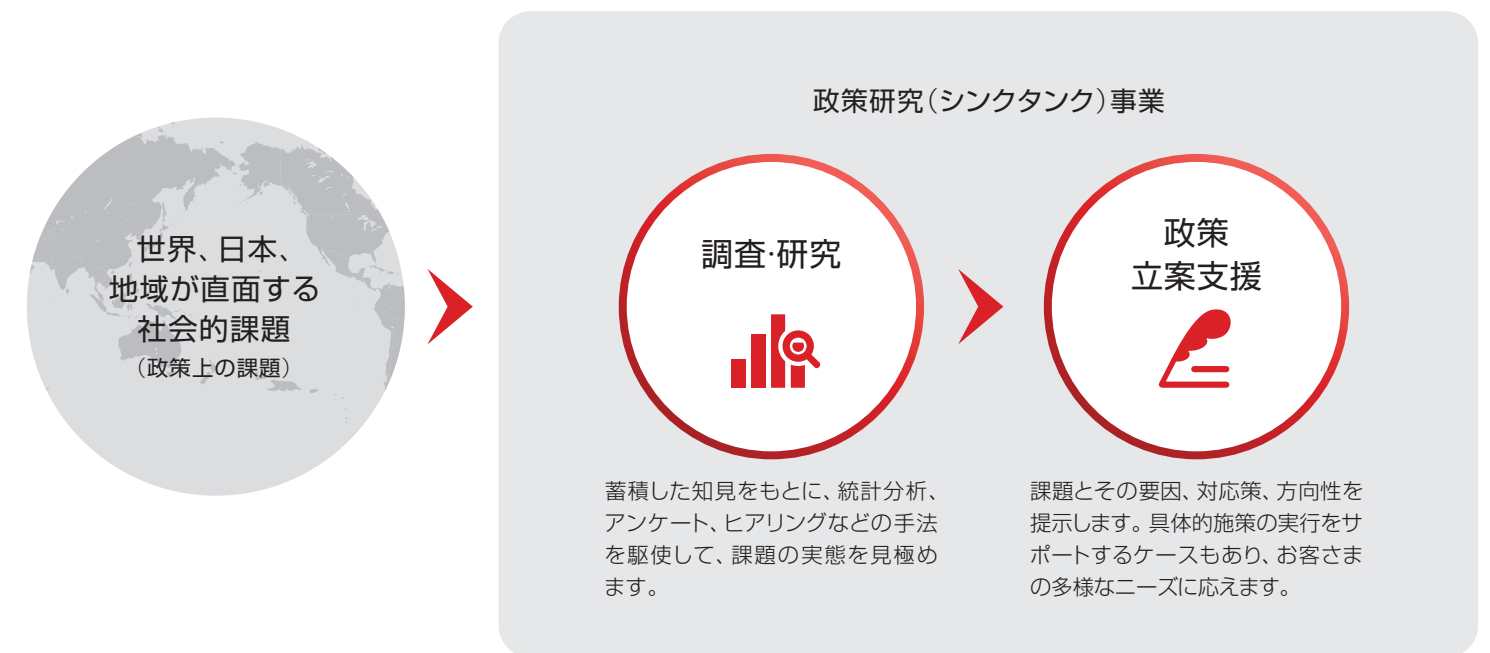 世界、日本、
地域が直面する
社会的課題
（政策上の課題）
政策研究（シンクタンク）事業
調査·研究
蓄積した知見をもとに、統計分析、
アンケート、ヒアリングなどの手法
を駆使して、課題の実態を見極め
ます。
政策
立案支援
課題とその要因、対応策、方向性を
提示します。具体的施策の実行をサ
ポートするケースもあり、お客さま
の多様なニーズに応えます。